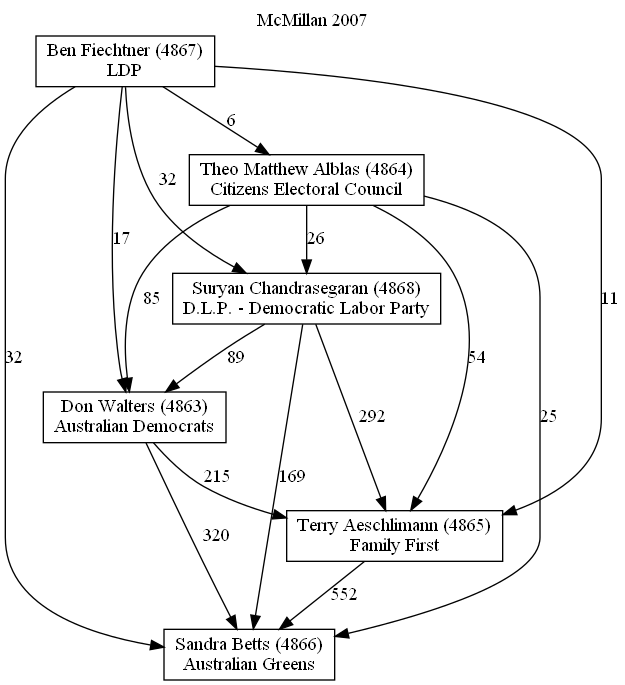 McMillan 2007
Ben Fiechtner (4867)
LDP
6
Theo Matthew Alblas (4864)
Citizens Electoral Council
32
17
26
85
Suryan Chandrasegaran (4868)
D.L.P. - Democratic Labor Party
11
32
89
54
Don Walters (4863)
Australian Democrats
292
25
215
169
Terry Aeschlimann (4865)
Family First
320
552
Sandra Betts (4866)
Australian Greens